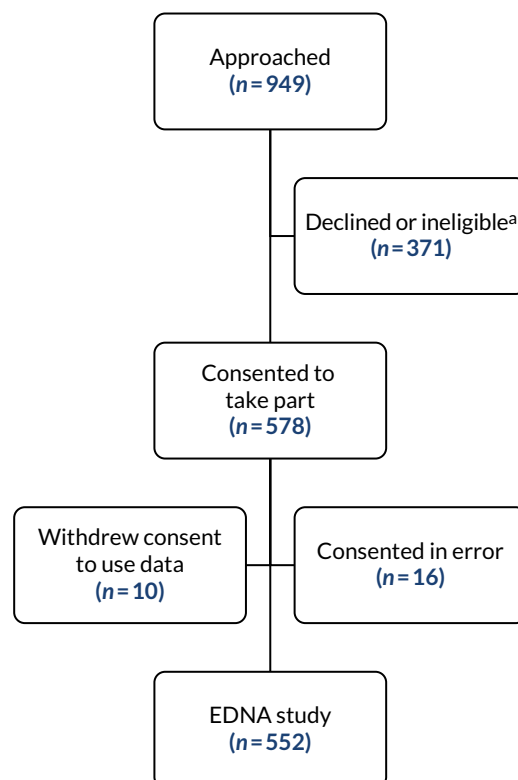 Approached
(n = 949)
Declined or ineligibleᵃ
(n = 371)
Consented to
take part
(n = 578)
Withdrew consent
to use data
(n = 10)
Consented in error
(n = 16)
EDNA study
(n = 552)